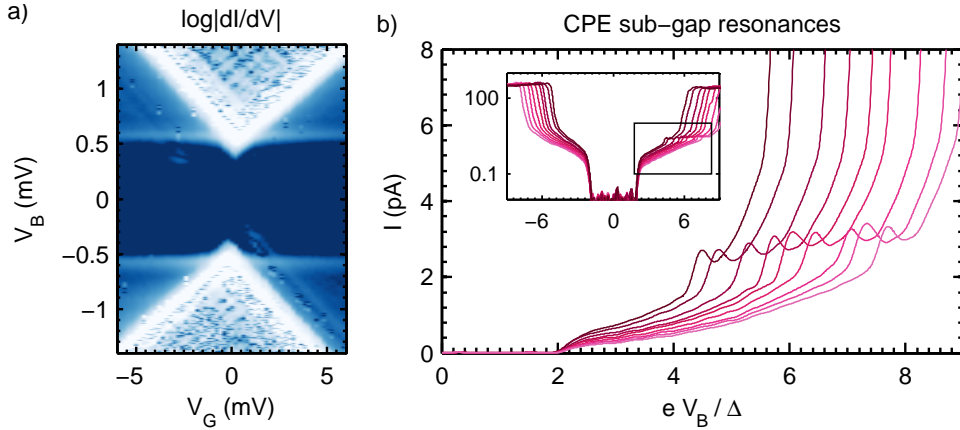 a)
log|dI/dV|
V_B (mV)
1
0.5
0
−0.5
−1
−5
0
5
V_G (mV)
b)
CPE sub−gap resonances
I (pA)
8
6
4
2
0
0
2
4
6
8
e V_B / Δ
100
0.1
−6
0
6